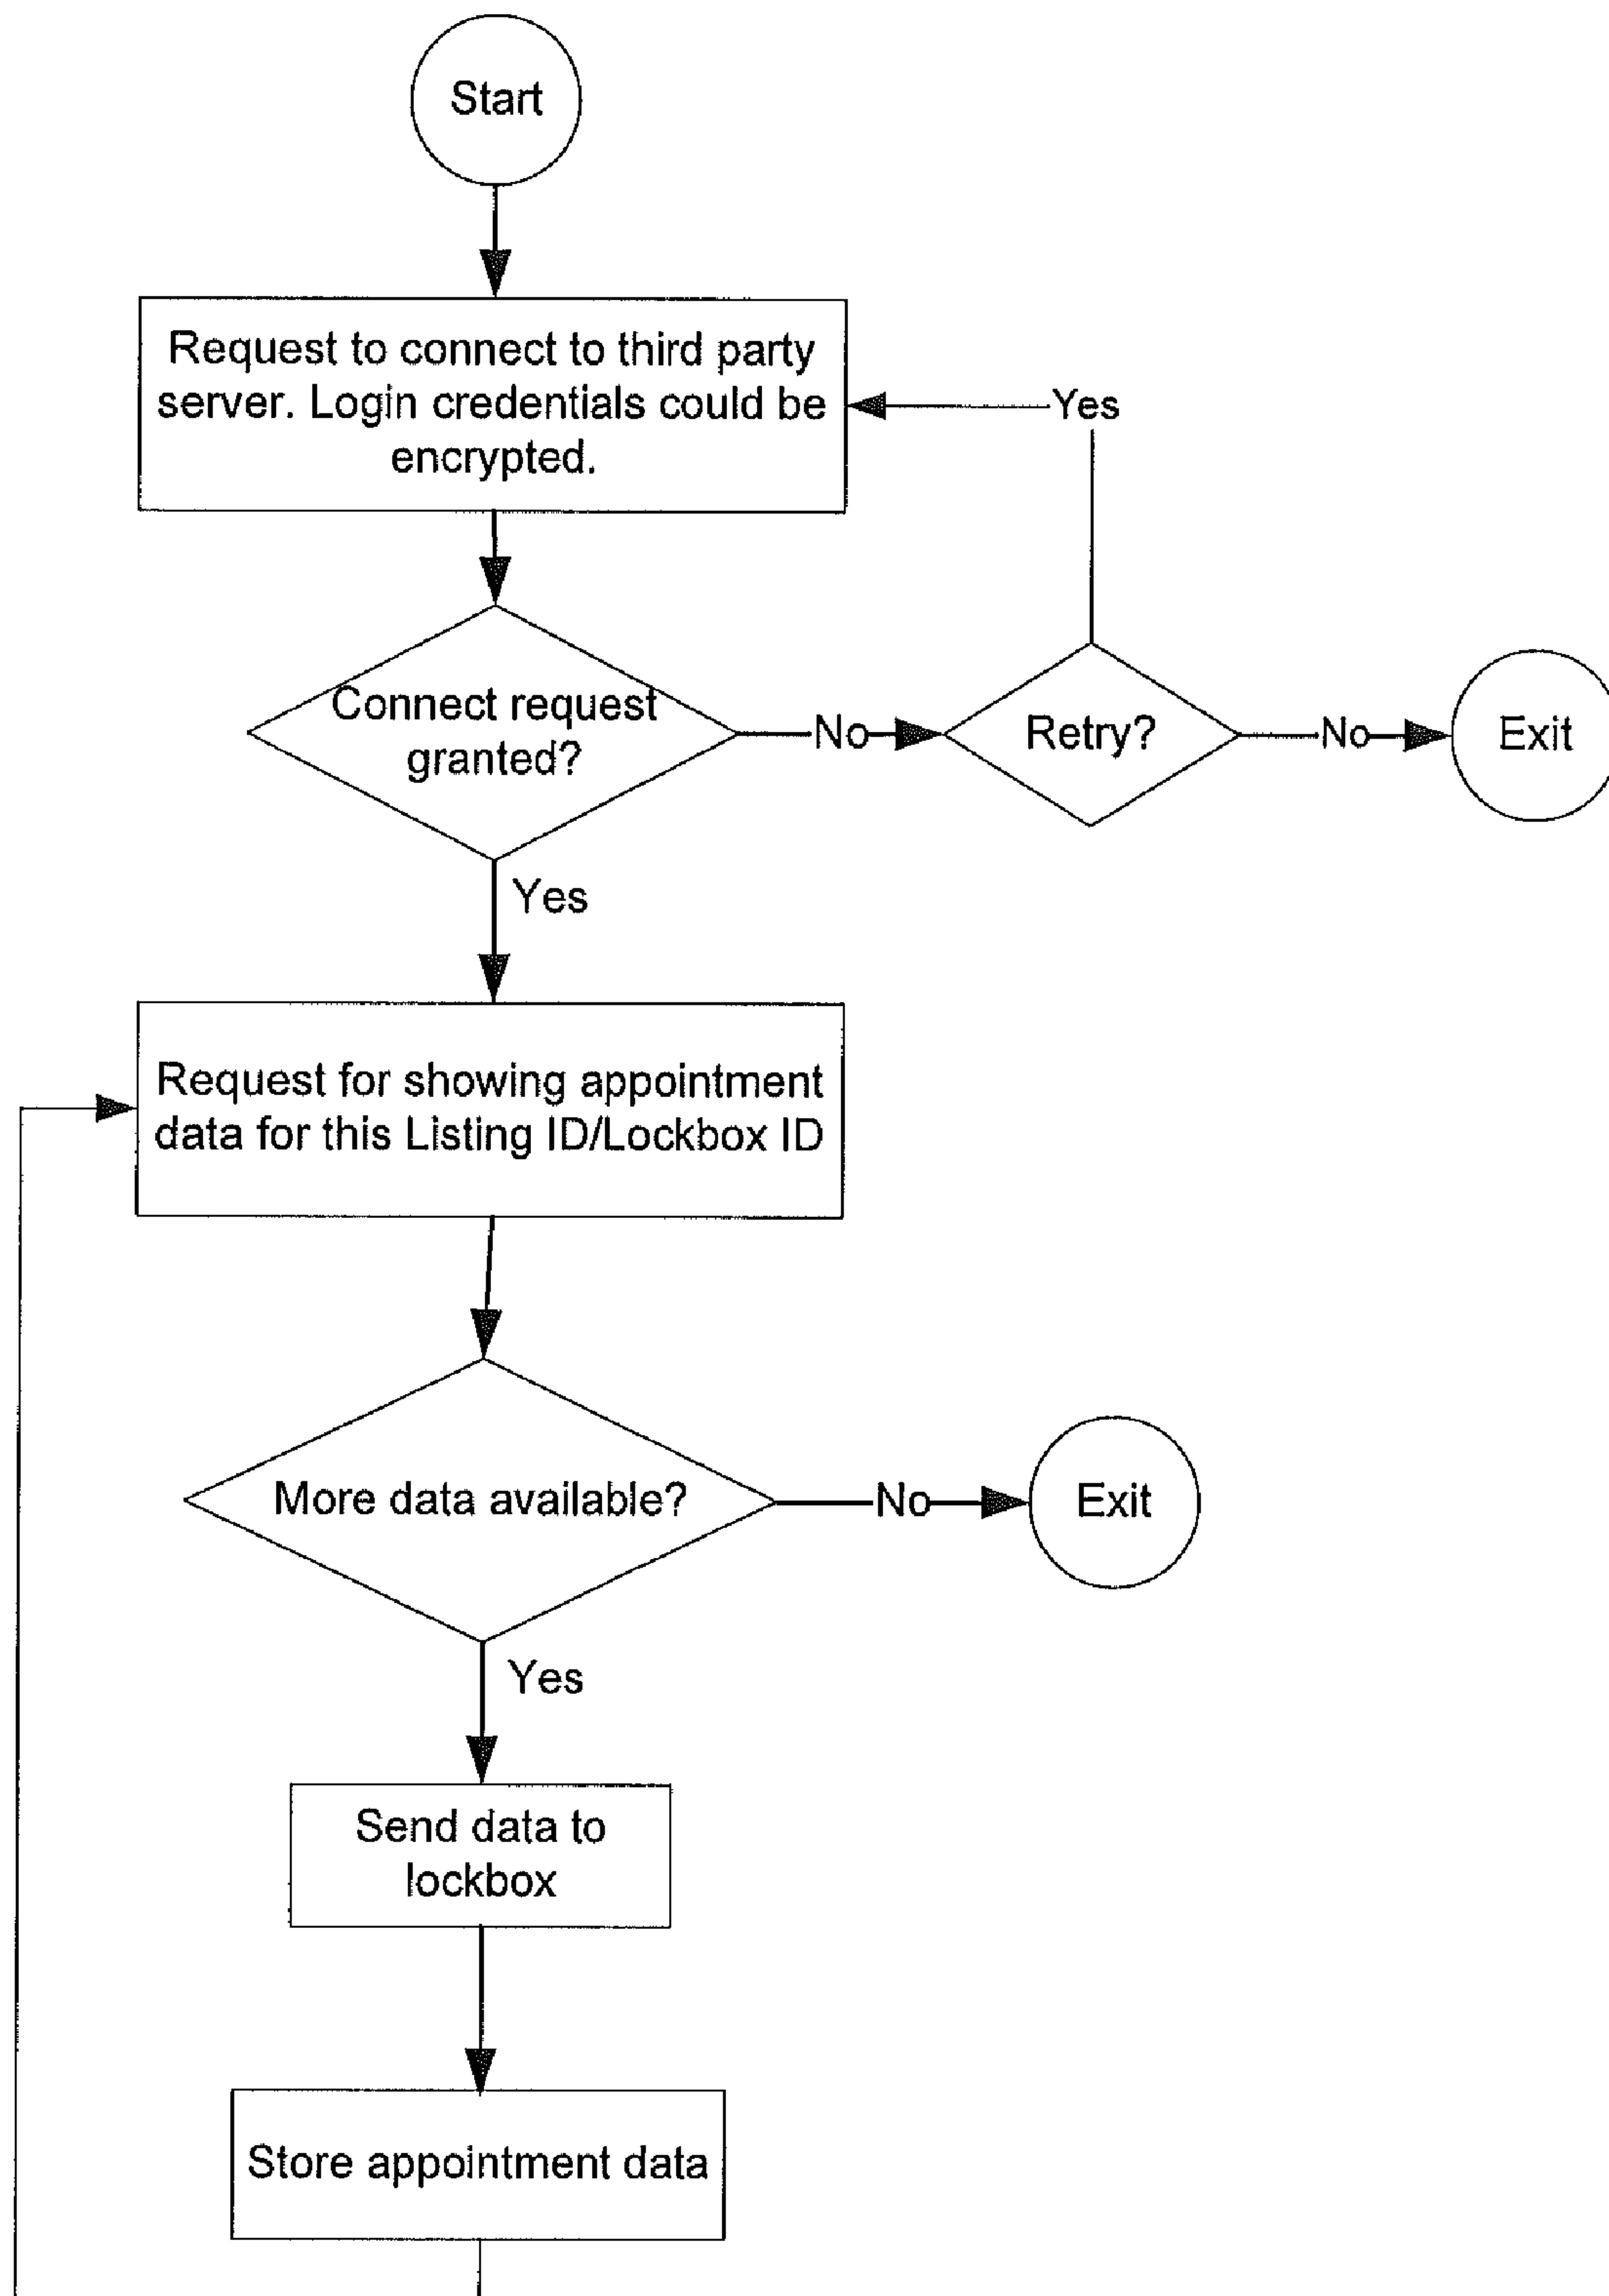 Start
Request to connect to third party
server. Login credentials could be
encrypted.
Yes
Connect request
granted?
No
Retry?
No
Exit
Yes
Request for showing appointment
data for this Listing ID/Lockbox ID
More data available?
No
Exit
Yes
Send data to
lockbox
Store appointment data